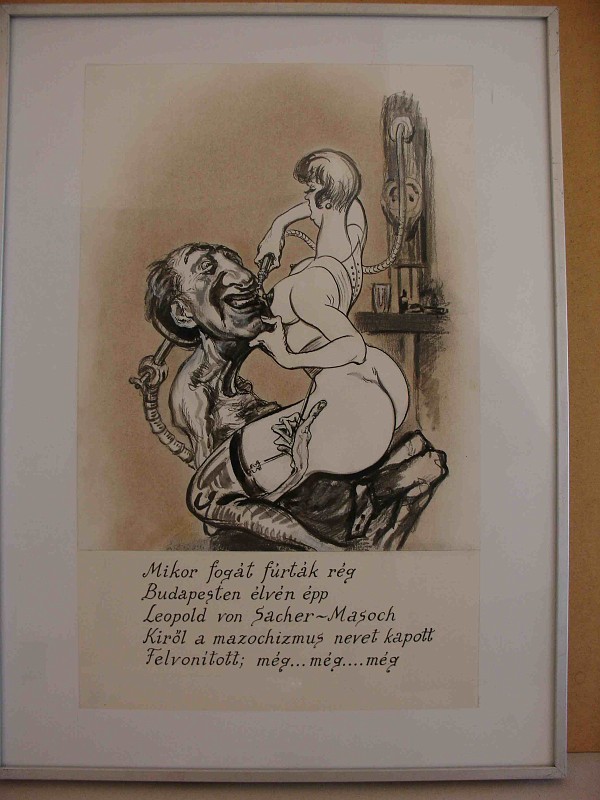 Mikor fogát fúrták rég
Budapesten élvén épp
Leopold von Sacher~Masoch
Kiről a mazochizmus nevet kapott
Felvonított; még...még....még